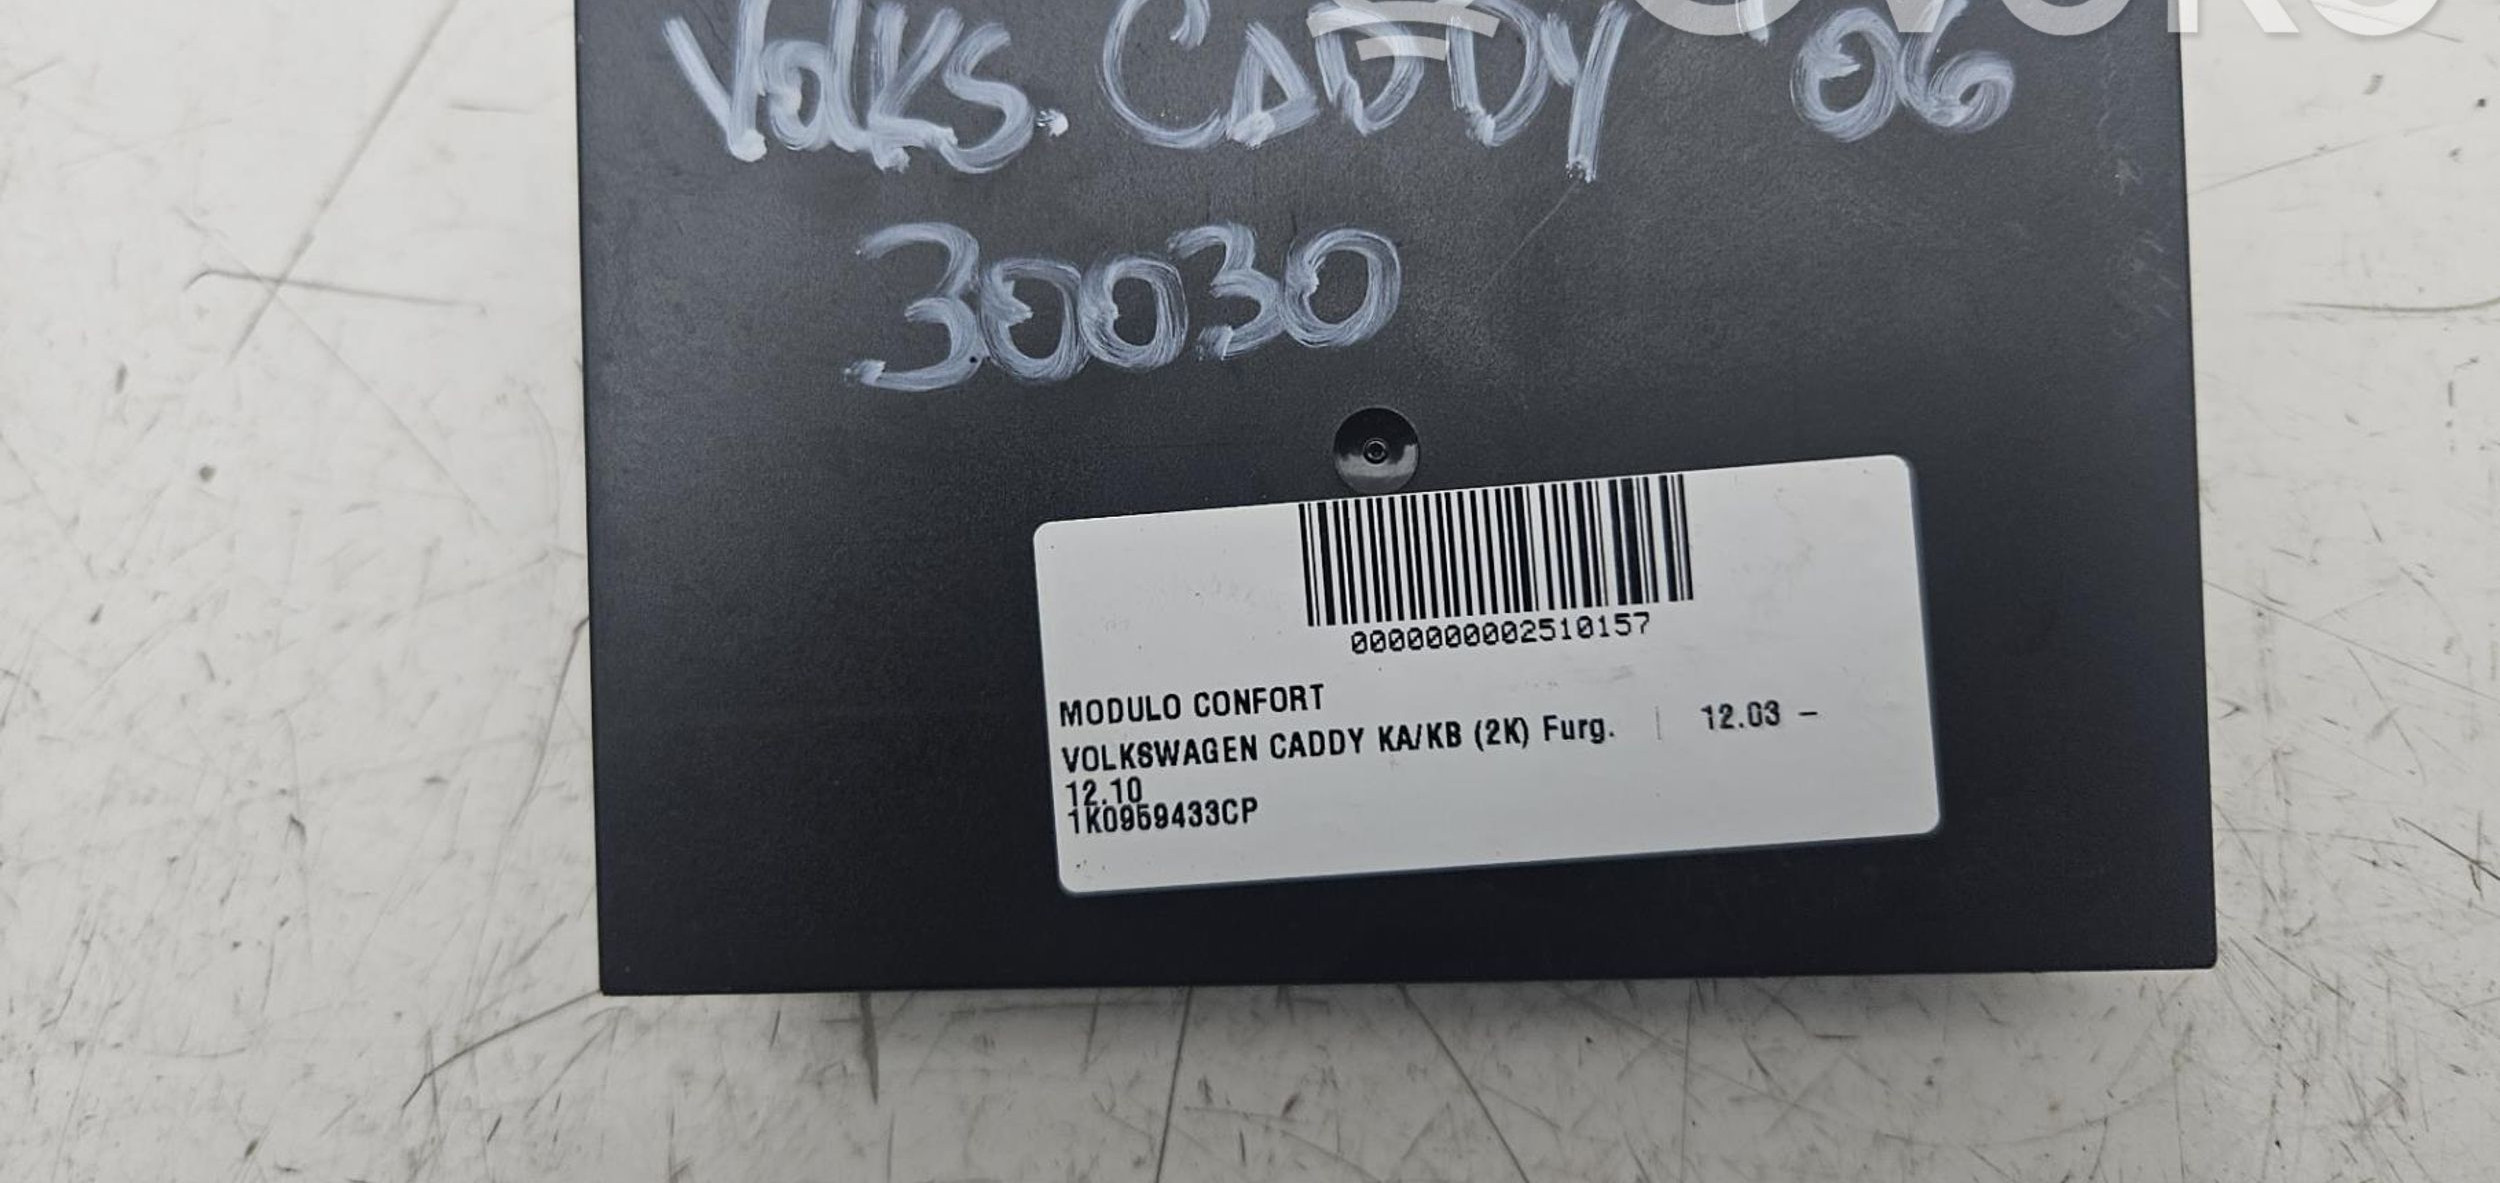 Volks. CADDY '06
30030
0000000002510157
MODULO CONFORT
VOLKSWAGEN CADDY KA/KB (2K) Furg. | 12.03 -
12.10
1K0959433CP